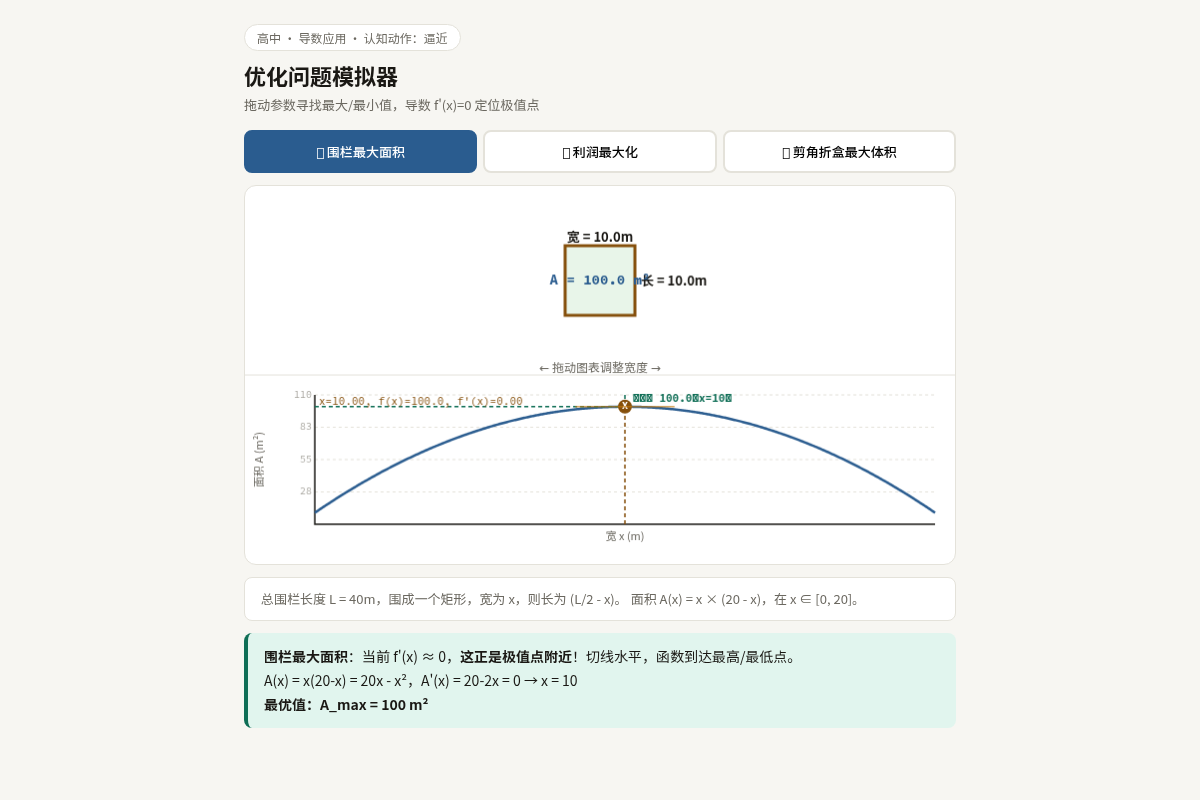 高中 · 导数应用 · 认知动作：逼近
优化问题模拟器
拖动参数寻找最大/最小值，导数 f'(x)=0 定位极值点
围栏最大面积
利润最大化
剪角折盒最大体积
宽 = 10.0m
A = 100.0 m²
长 = 10.0m
← 拖动图表调整宽度 →
110
x=10.00, f(x)=100.0, f'(x)=0.00
100.0
x=10
X
83
55
28
面积 A (m²)
宽 x (m)
总围栏长度 L = 40m，围成一个矩形，宽为 x，则长为 (L/2 - x)。 面积 A(x) = x × (20 - x)，在 x ∈ [0, 20]。
围栏最大面积：当前 f'(x) ≈ 0，这正是极值点附近！切线水平，函数到达最高/最低点。
A(x) = x(20-x) = 20x - x²，A'(x) = 20-2x = 0 → x = 10
最优值：A_max = 100 m²